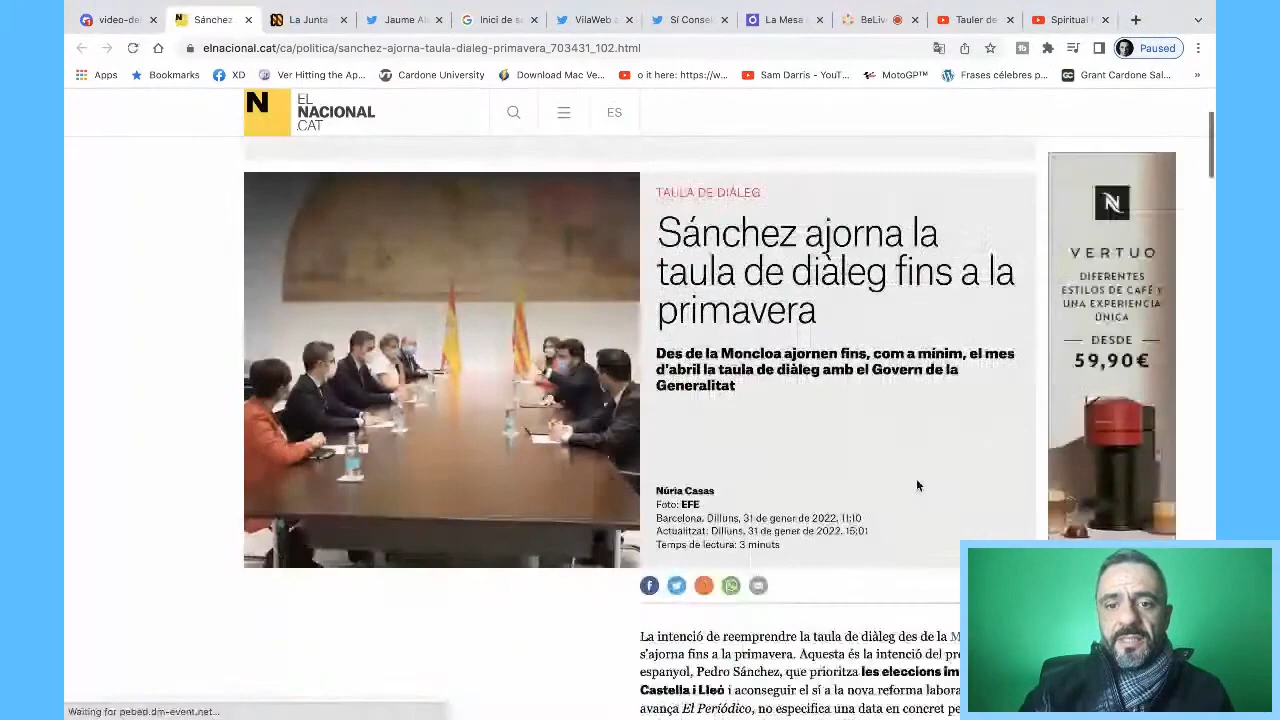 video-de
Sánchez
La Junta
Jaume Al
Inici de s
VilaWeb
Sí Conse
La Mesa
BeLive
Tauler de
Spiritual
elnacional.cat/ca/politica/sanchez-ajorna-taula-dialeg-primavera_703431_102.html
Paused
Apps
Bookmarks
XD
Ver Hitting the Ap...
Cardone University
Download Mac Ve...
o it here: https://w...
Sam Darris - YouT...
MotoGP™
Frases célebres p...
Grant Cardone Sal...
»
N
EL
NACIONAL
.CAT
ES
TAULA DE DIÀLEG
Sánchez ajorna la
taula de diàleg fins a la
primavera
Des de la Moncloa ajornen fins, com a mínim, el mes
d'abril la taula de diàleg amb el Govern de la
Generalitat
Núria Casas
Foto: EFE
Barcelona. Dilluns, 31 de gener de 2022. 11:10
Actualitzat: Dilluns, 31 de gener de 2022. 15:01
Temps de lectura: 3 minuts
N
VERTUO
DIFERENTES
ESTILOS DE CAFÉ Y
UNA EXPERIENCIA
ÚNICA
DESDE
59,90€
La intenció de reemprendre la taula de diàleg des de la M
s'ajorna fins a la primavera. Aquesta és la intenció del pr
espanyol, Pedro Sánchez, que prioritza les eleccions im
Castella i Lleó i aconseguir el sí a la nova reforma labora
avança El Periódico, no especifica una data en concret pe
Waiting for pebed.dm-event.net...